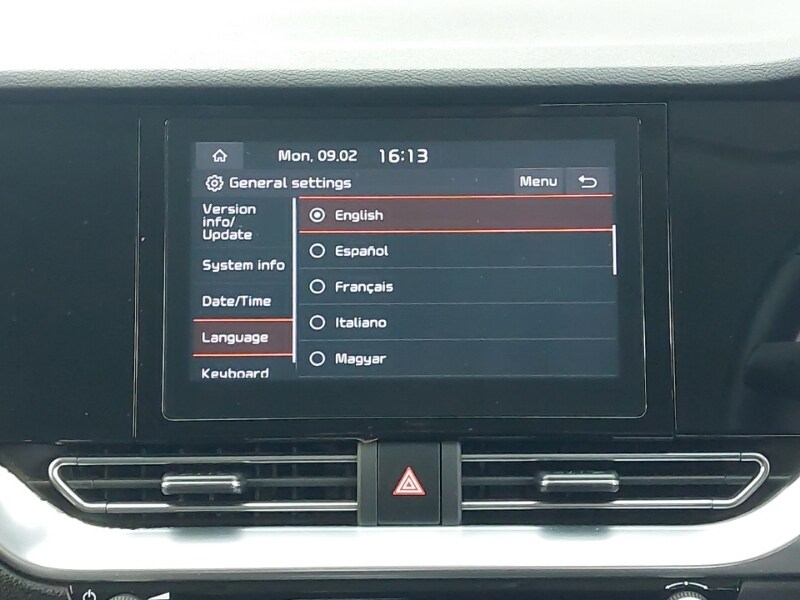 Mon, 09.02 16:13
General settings Menu
Version
info/
Update
System info
Date/Time
Language
Keyboard
English
Español
Français
Italiano
Magyar